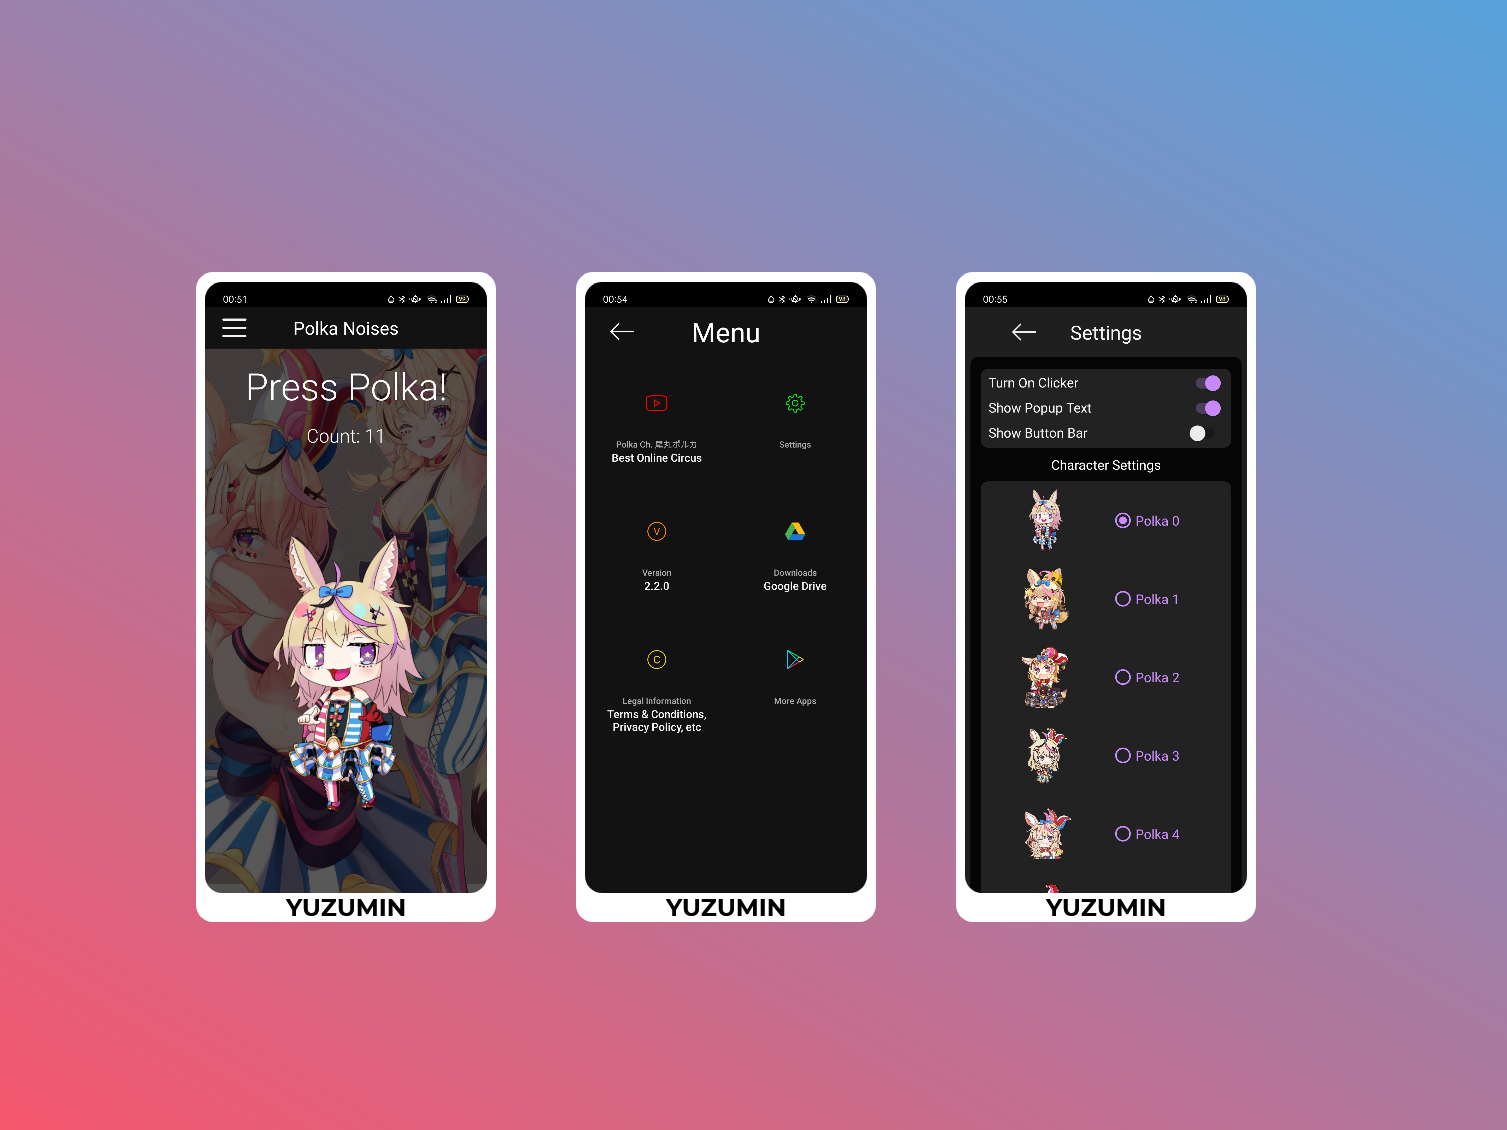 00:51
Polka Noises
Press Polka!
Count: 11
YUZUMIN
00:54
Menu
Polka Ch. 尾丸ポルカ
Best Online Circus
Settings
V
Version
2.2.0
Downloads
Google Drive
C
Legal Information
Terms & Conditions,
Privacy Policy, etc
More Apps
YUZUMIN
00:55
Settings
Turn On Clicker
Show Popup Text
Show Button Bar
Character Settings
Polka 0
Polka 1
Polka 2
Polka 3
Polka 4
YUZUMIN